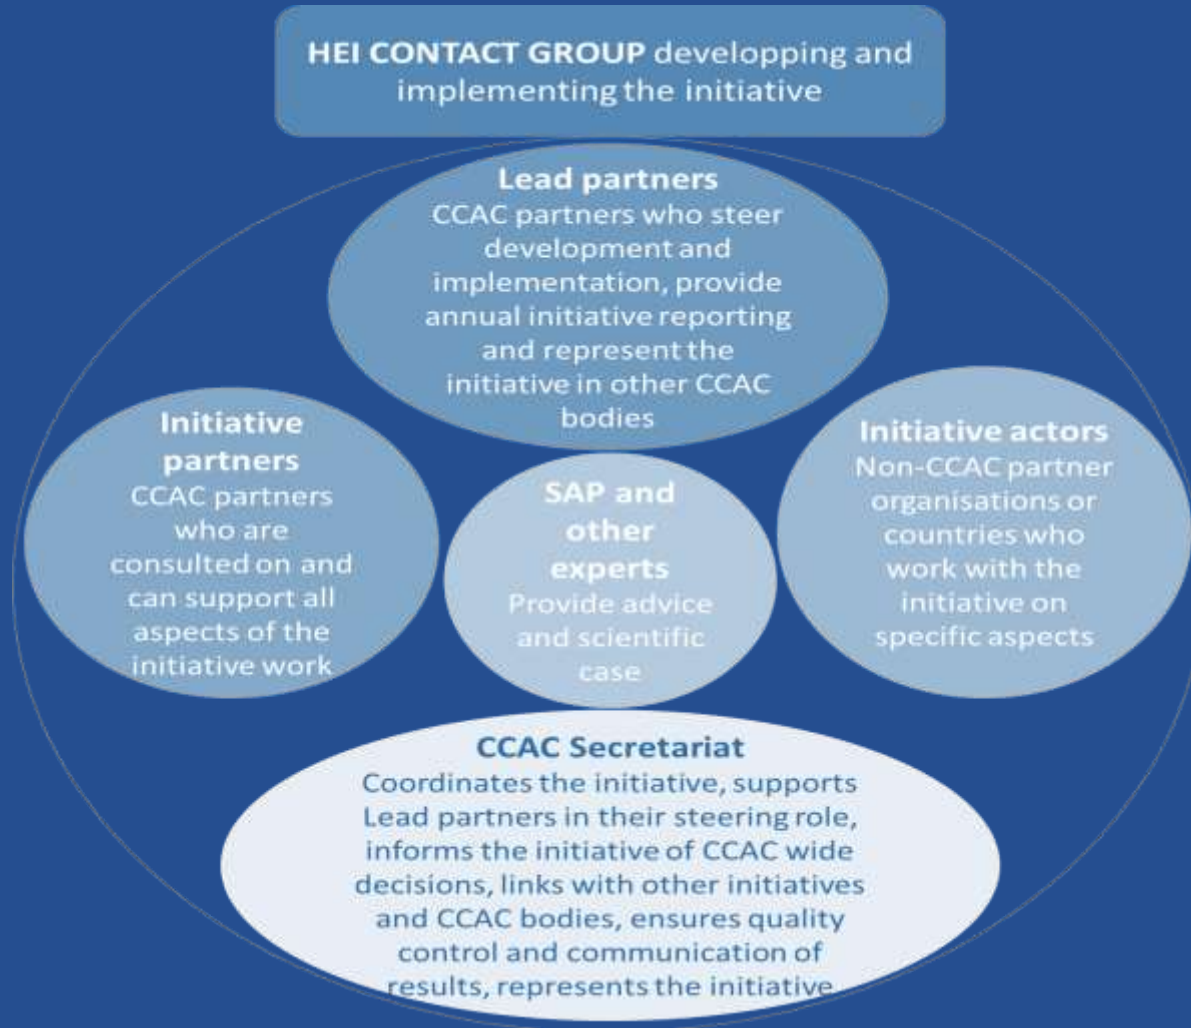 HEI CONTACT GROUP developping and
implementing the initiative
Lead partners
CCAC partners who steer
development and
implementation, provide
annual initiative reporting
and represent the
initiative in other CCAC
bodies
Initiative
partners
CCAC partners
who are
consulted on and
can support all
aspects of the
initiative work
SAP and
other
experts
Provide advice
and scientific
case
Initiative actors
Non-CCAC partner
organisations or
countries who
work with the
initiative on
specific aspects
CCAC Secretariat
Coordinates the initiative, supports
Lead partners in their steering role,
informs the initiative of CCAC wide
decisions, links with other initiatives
and CCAC bodies, ensures quality
control and communication of
results, represents the initiative